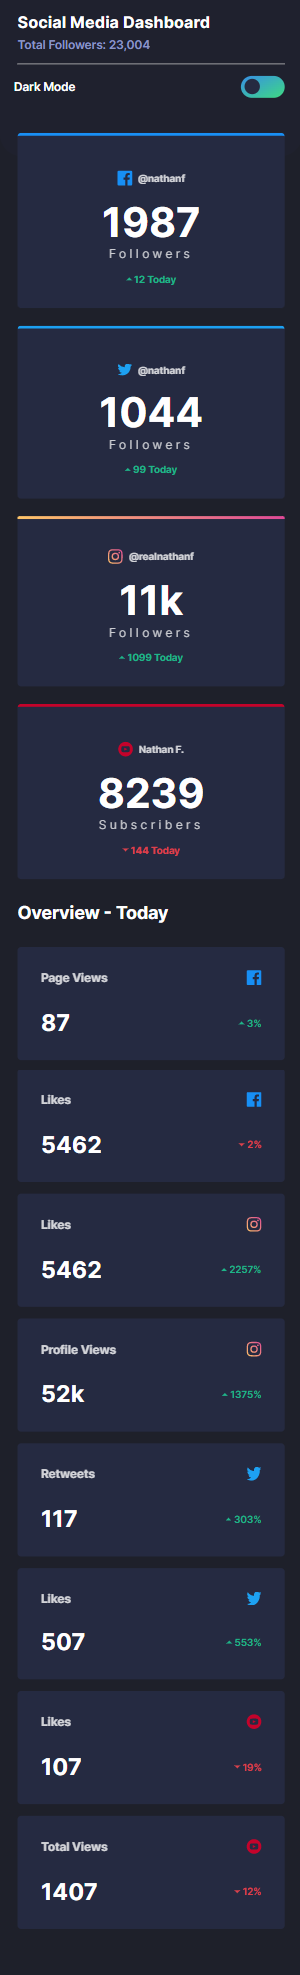 Social Media Dashboard
Total Followers: 23,004
Dark Mode
@nathanf
1987
Followers
12 Today
@nathanf
1044
Followers
99 Today
@realnathanf
11k
Followers
1099 Today
Nathan F.
8239
Subscribers
144 Today
Overview - Today
Page Views
87
3%
Likes
5462
2%
Likes
5462
2257%
Profile Views
52k
1375%
Retweets
117
303%
Likes
507
553%
Likes
107
19%
Total Views
1407
12%